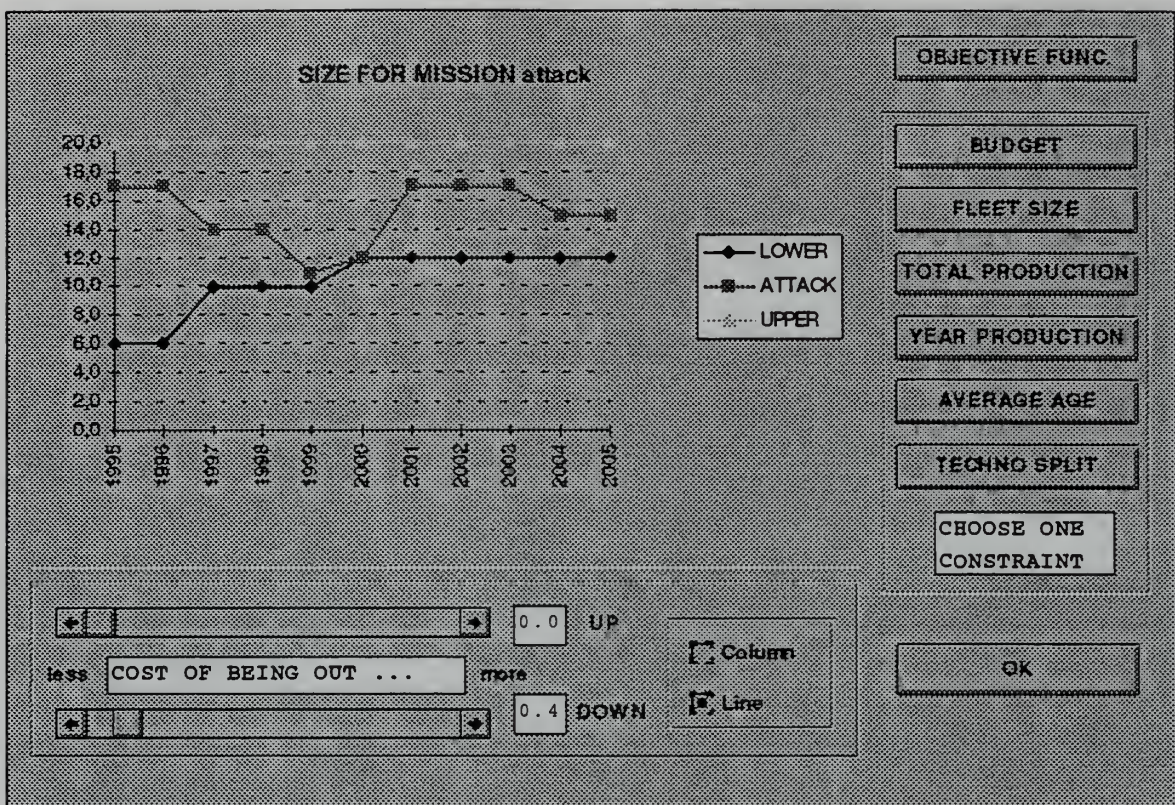 SIZE FOR MISSION attack
20,0
18,0
16,0
14,0
12,0
10,0
8,0
6,0
4,0
2,0
0,0
1995
1996
1997
1998
1999
2000
2001
2002
2003
2004
2005
LOWER
ATTACK
UPPER
OBJECTIVE FUNC.
BUDGET
FLEET SIZE
TOTAL PRODUCTION
YEAR PRODUCTION
AVERAGE AGE
TECHNO SPLIT
CHOOSE ONE
CONSTRAINT
OK
0.0 UP
less COST OF BEING OUT ... more
0.4 DOWN
Column
Line